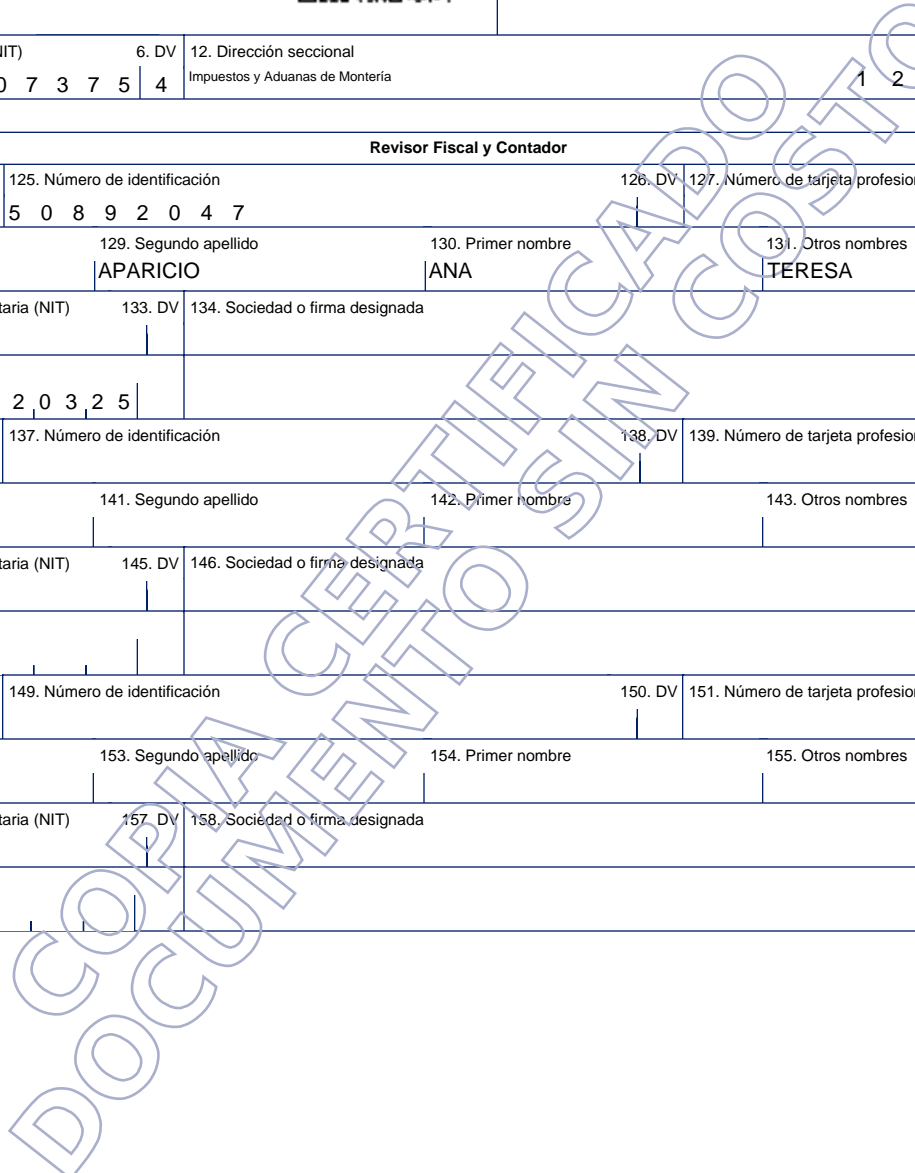 IT) 6. DV 12. Dirección seccional
0 7 3 7 5 4 Impuestos y Aduanas de Montería 1 2
Revisor Fiscal y Contador
125. Número de identificación 126. DV 127. Número de tarjeta profesion
5 0 8 9 2 0 4 7
129. Segundo apellido 130. Primer nombre 131. Otros nombres
APARICIO ANA TERESA
taria (NIT) 133. DV 134. Sociedad o firma designada
2 0 3 2 5
137. Número de identificación 138. DV 139. Número de tarjeta profesion
141. Segundo apellido 142. Primer nombre 143. Otros nombres
taria (NIT) 145. DV 146. Sociedad o firma designada
149. Número de identificación 150. DV 151. Número de tarjeta profesion
153. Segundo apellido 154. Primer nombre 155. Otros nombres
taria (NIT) 157. DV 158. Sociedad o firma designada
COPIA CERTIFICADO
DOCUMENTO SIN COSTO